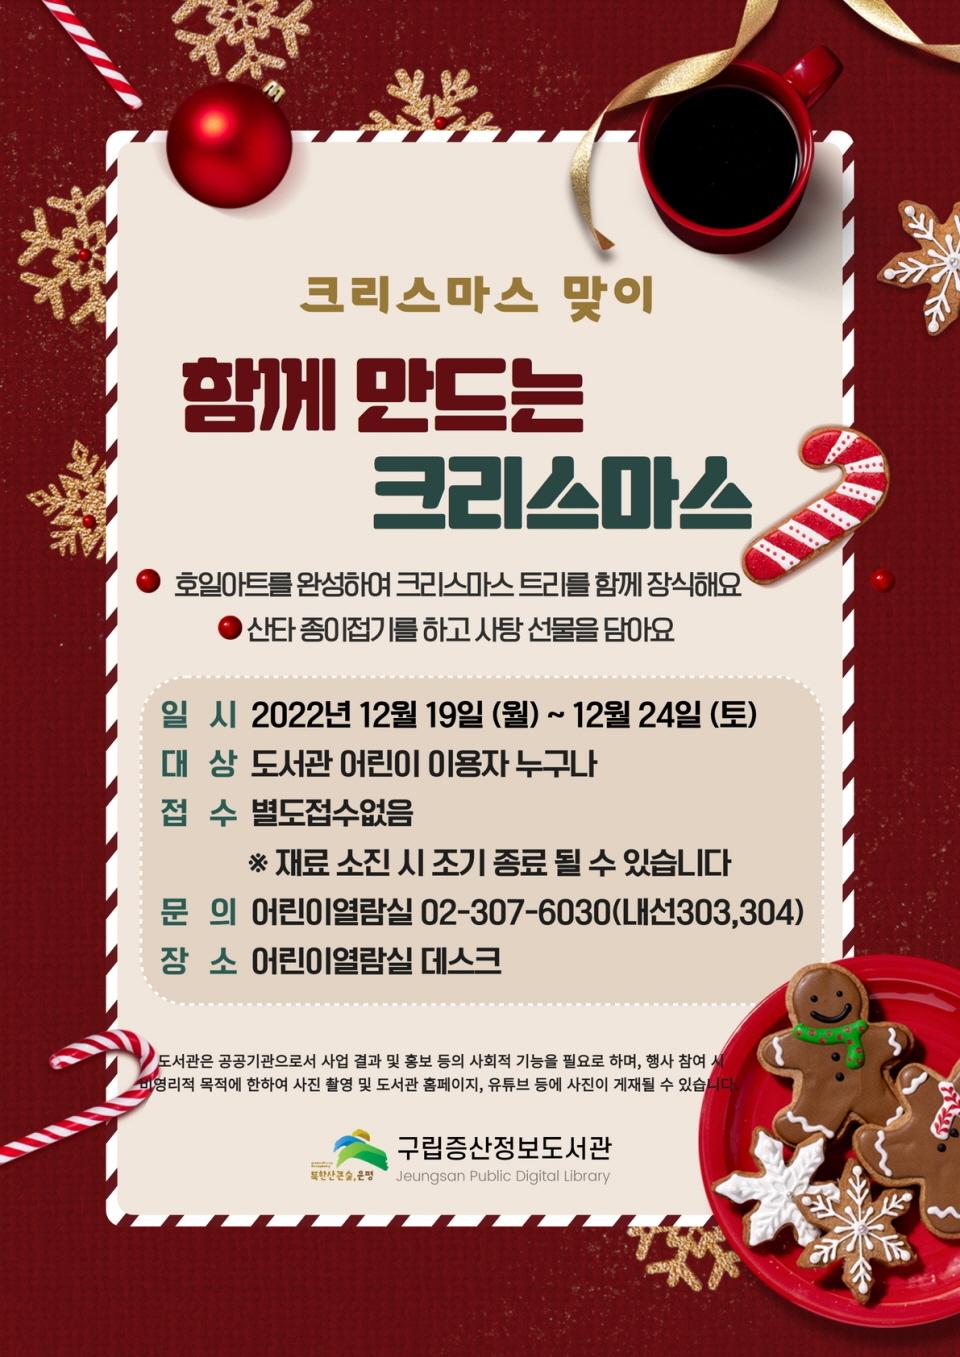 크리스마스 맞이
함께 만드는
크리스마스
호일아트를 완성하여 크리스마스 트리를 함께 장식해요
산타 종이접기를 하고 사탕 선물을 담아요
일 시 2022년 12월 19일 (월) ~ 12월 24일 (토)
대 상 도서관 어린이 이용자 누구나
접 수 별도접수없음
※ 재료 소진 시 조기 종료 될 수 있습니다
문 의 어린이열람실 02-307-6030(내선303,304)
장 소 어린이열람실 데스크
도서관은 공공기관으로서 사업 결과 및 홍보 등의 사회적 기능을 필요로 하며, 행사 참여 시
비영리적 목적에 한하여 사진 촬영 및 도서관 홈페이지, 유튜브 등에 사진이 게재될 수 있습니다.
북한산큰숲,은평
구립증산정보도서관
Jeungsan Public Digital Library